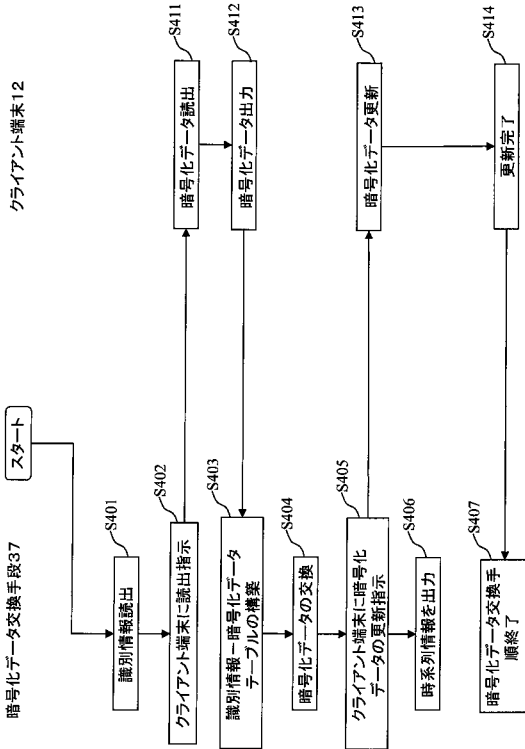 暗号化データ交換手段37
クライアント端末12
スタート
S401
識別情報読出
S402
クライアント端末に読出指示
S411
暗号化データ読出
S412
暗号化データ出力
S403
識別情報ー暗号化データ
テーブルの構築
S404
暗号化データの交換
S405
クライアント端末に暗号化
データの更新指示
S413
暗号化データ更新
S406
時系列情報を出力
S414
更新完了
S407
暗号化データ交換手
順終了